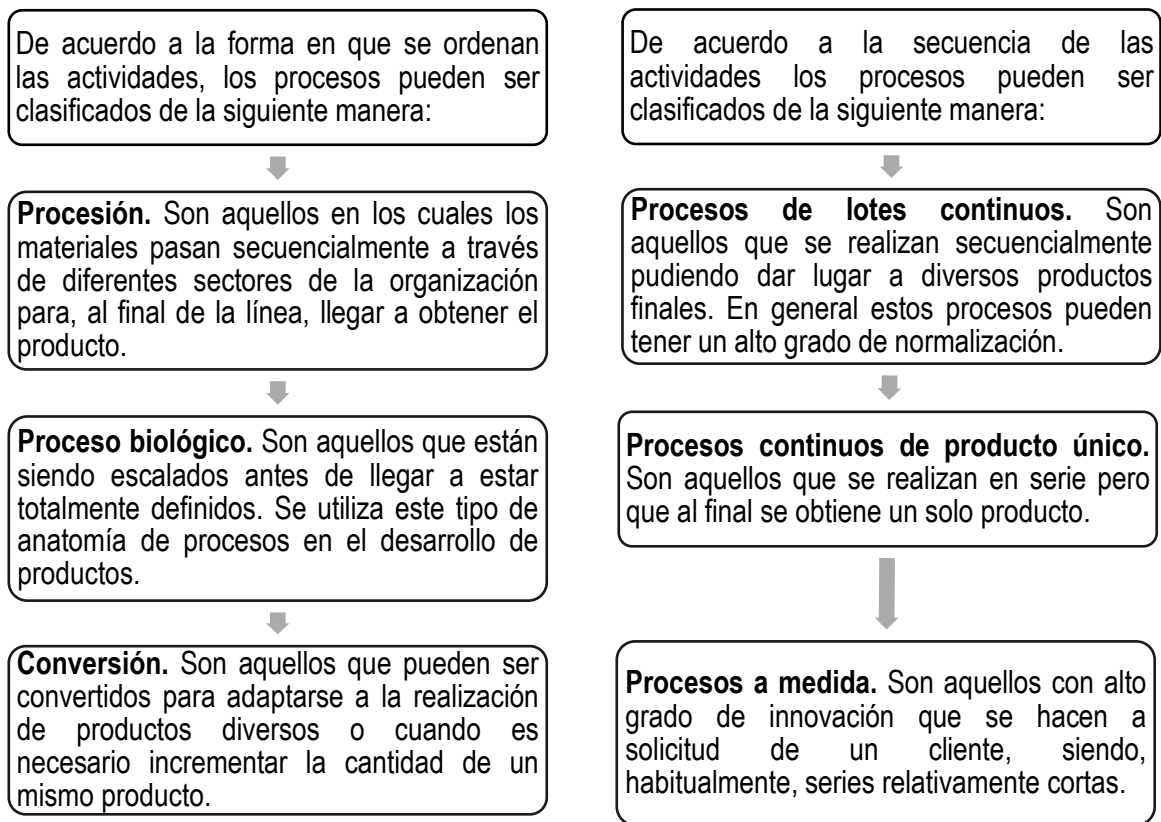 De acuerdo a la forma en que se ordenan
las actividades, los procesos pueden ser
clasificados de la siguiente manera:
Procesión. Son aquellos en los cuales los
materiales pasan secuencialmente a través
de diferentes sectores de la organización
para, al final de la línea, llegar a obtener el
producto.
Proceso biológico. Son aquellos que están
siendo escalados antes de llegar a estar
totalmente definidos. Se utiliza este tipo de
anatomía de procesos en el desarrollo de
productos.
Conversión. Son aquellos que pueden ser
convertidos para adaptarse a la realización
de productos diversos o cuando es
necesario incrementar la cantidad de un
mismo producto.
De acuerdo a la secuencia de las
actividades los procesos pueden ser
clasificados de la siguiente manera:
Procesos de lotes continuos. Son
aquellos que se realizan secuencialmente
pudiendo dar lugar a diversos productos
finales. En general estos procesos pueden
tener un alto grado de normalización.
Procesos continuos de producto único.
Son aquellos que se realizan en serie pero
que al final se obtiene un solo producto.
Procesos a medida. Son aquellos con alto
grado de innovación que se hacen a
solicitud de un cliente, siendo,
habitualmente, series relativamente cortas.